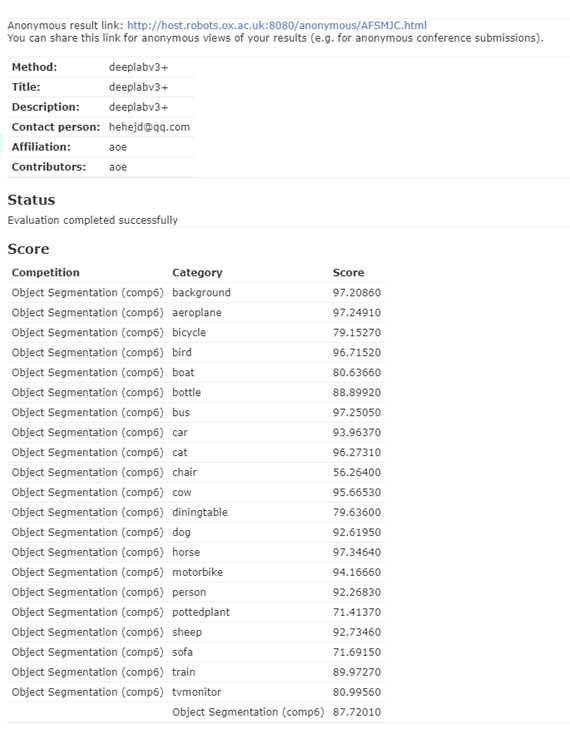 Anonymous result link: http://host.robots.ox.ac.uk:8080/anonymous/AFSMJC.html
You can share this link for anonymous views of your results (e.g. for anonymous conference submissions).
Method: deeplabv3+
Title: deeplabv3+
Description: deeplabv3+
Contact person: hehejd@qq.com
Affiliation: aoe
Contributors: aoe
Status
Evaluation completed successfully
Score
Competition Category Score
Object Segmentation (comp6) background 97.20860
Object Segmentation (comp6) aeroplane 97.24910
Object Segmentation (comp6) bicycle 79.15270
Object Segmentation (comp6) bird 96.71520
Object Segmentation (comp6) boat 80.63660
Object Segmentation (comp6) bottle 88.89920
Object Segmentation (comp6) bus 97.25050
Object Segmentation (comp6) car 93.96370
Object Segmentation (comp6) cat 96.27310
Object Segmentation (comp6) chair 56.26400
Object Segmentation (comp6) cow 95.66530
Object Segmentation (comp6) diningtable 79.63600
Object Segmentation (comp6) dog 92.61950
Object Segmentation (comp6) horse 97.34640
Object Segmentation (comp6) motorbike 94.16660
Object Segmentation (comp6) person 92.26830
Object Segmentation (comp6) pottedplant 71.41370
Object Segmentation (comp6) sheep 92.73460
Object Segmentation (comp6) sofa 71.69150
Object Segmentation (comp6) train 89.97270
Object Segmentation (comp6) tvmonitor 80.99560
Object Segmentation (comp6) 87.72010